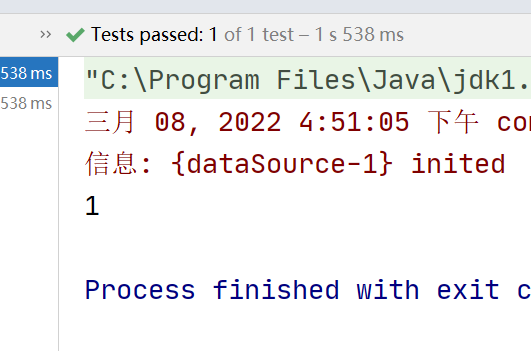 ›› Tests passed: 1 of 1 test – 1 s 538 ms
538 ms
538 ms
"C:\Program Files\Java\jdk1.
三月 08, 2022 4:51:05 下午
信息: {dataSource-1} inited
1
Process finished with exit